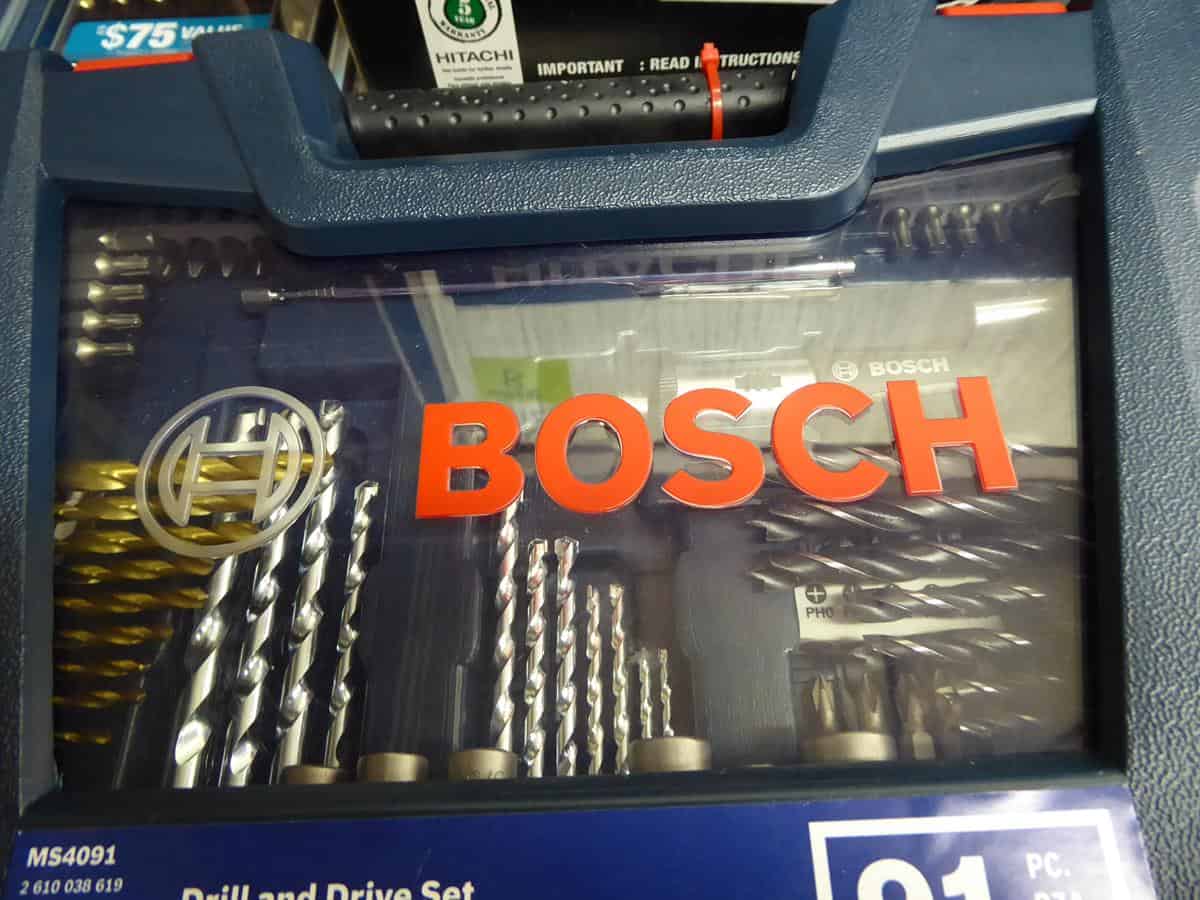 $75 VALUE
5
YEAR
WARRANTY
HITACHI
IMPORTANT : READ INSTRUCTIONS
BOSCH
BOSCH
PH0
MS4091
2 610 038 619
Drill and Drive Set
91
PC.